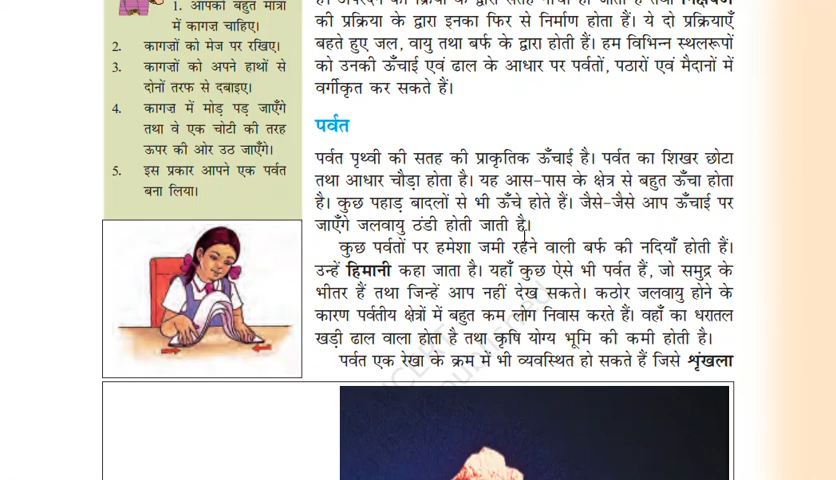 1. आपको बहुत मात्रा
में कागज़ चाहिए।
2. कागज़ों को मेज पर रखिए।
3. कागज़ों को अपने हाथों से
दोनों तरफ से दबाइए।
4. कागज़ में मोड़ पड़ जाएँगे
तथा वे एक चोटी की तरह
ऊपर की ओर उठ जाएँगे।
5. इस प्रकार आपने एक पर्वत
बना लिया।
की प्रक्रिया के द्वारा इनका फिर से निर्माण होता हैं। ये दो प्रक्रियाएँ
बहते हुए जल, वायु तथा बर्फ के द्वारा होती हैं। हम विभिन्न स्थलरूपों
को उनकी ऊँचाई एवं ढाल के आधार पर पर्वतों, पठारों एवं मैदानों में
वर्गीकृत कर सकते हैं।
पर्वत
पर्वत पृथ्वी की सतह की प्राकृतिक ऊँचाई है। पर्वत का शिखर छोटा
तथा आधार चौड़ा होता है। यह आस-पास के क्षेत्र से बहुत ऊँचा होता
है। कुछ पहाड़ बादलों से भी ऊँचे होते हैं। जैसे-जैसे आप ऊँचाई पर
जाएँगे जलवायु ठंडी होती जाती है।
कुछ पर्वतों पर हमेशा जमी रहने वाली बर्फ की नदियाँ होती हैं।
उन्हें हिमानी कहा जाता है। यहाँ कुछ ऐसे भी पर्वत हैं, जो समुद्र के
भीतर हैं तथा जिन्हें आप नहीं देख सकते। कठोर जलवायु होने के
कारण पर्वतीय क्षेत्रों में बहुत कम लोग निवास करते हैं। वहाँ का धरातल
खड़ी ढाल वाला होता है तथा कृषि योग्य भूमि की कमी होती है।
पर्वत एक रेखा के क्रम में भी व्यवस्थित हो सकते हैं जिसे शृंखला